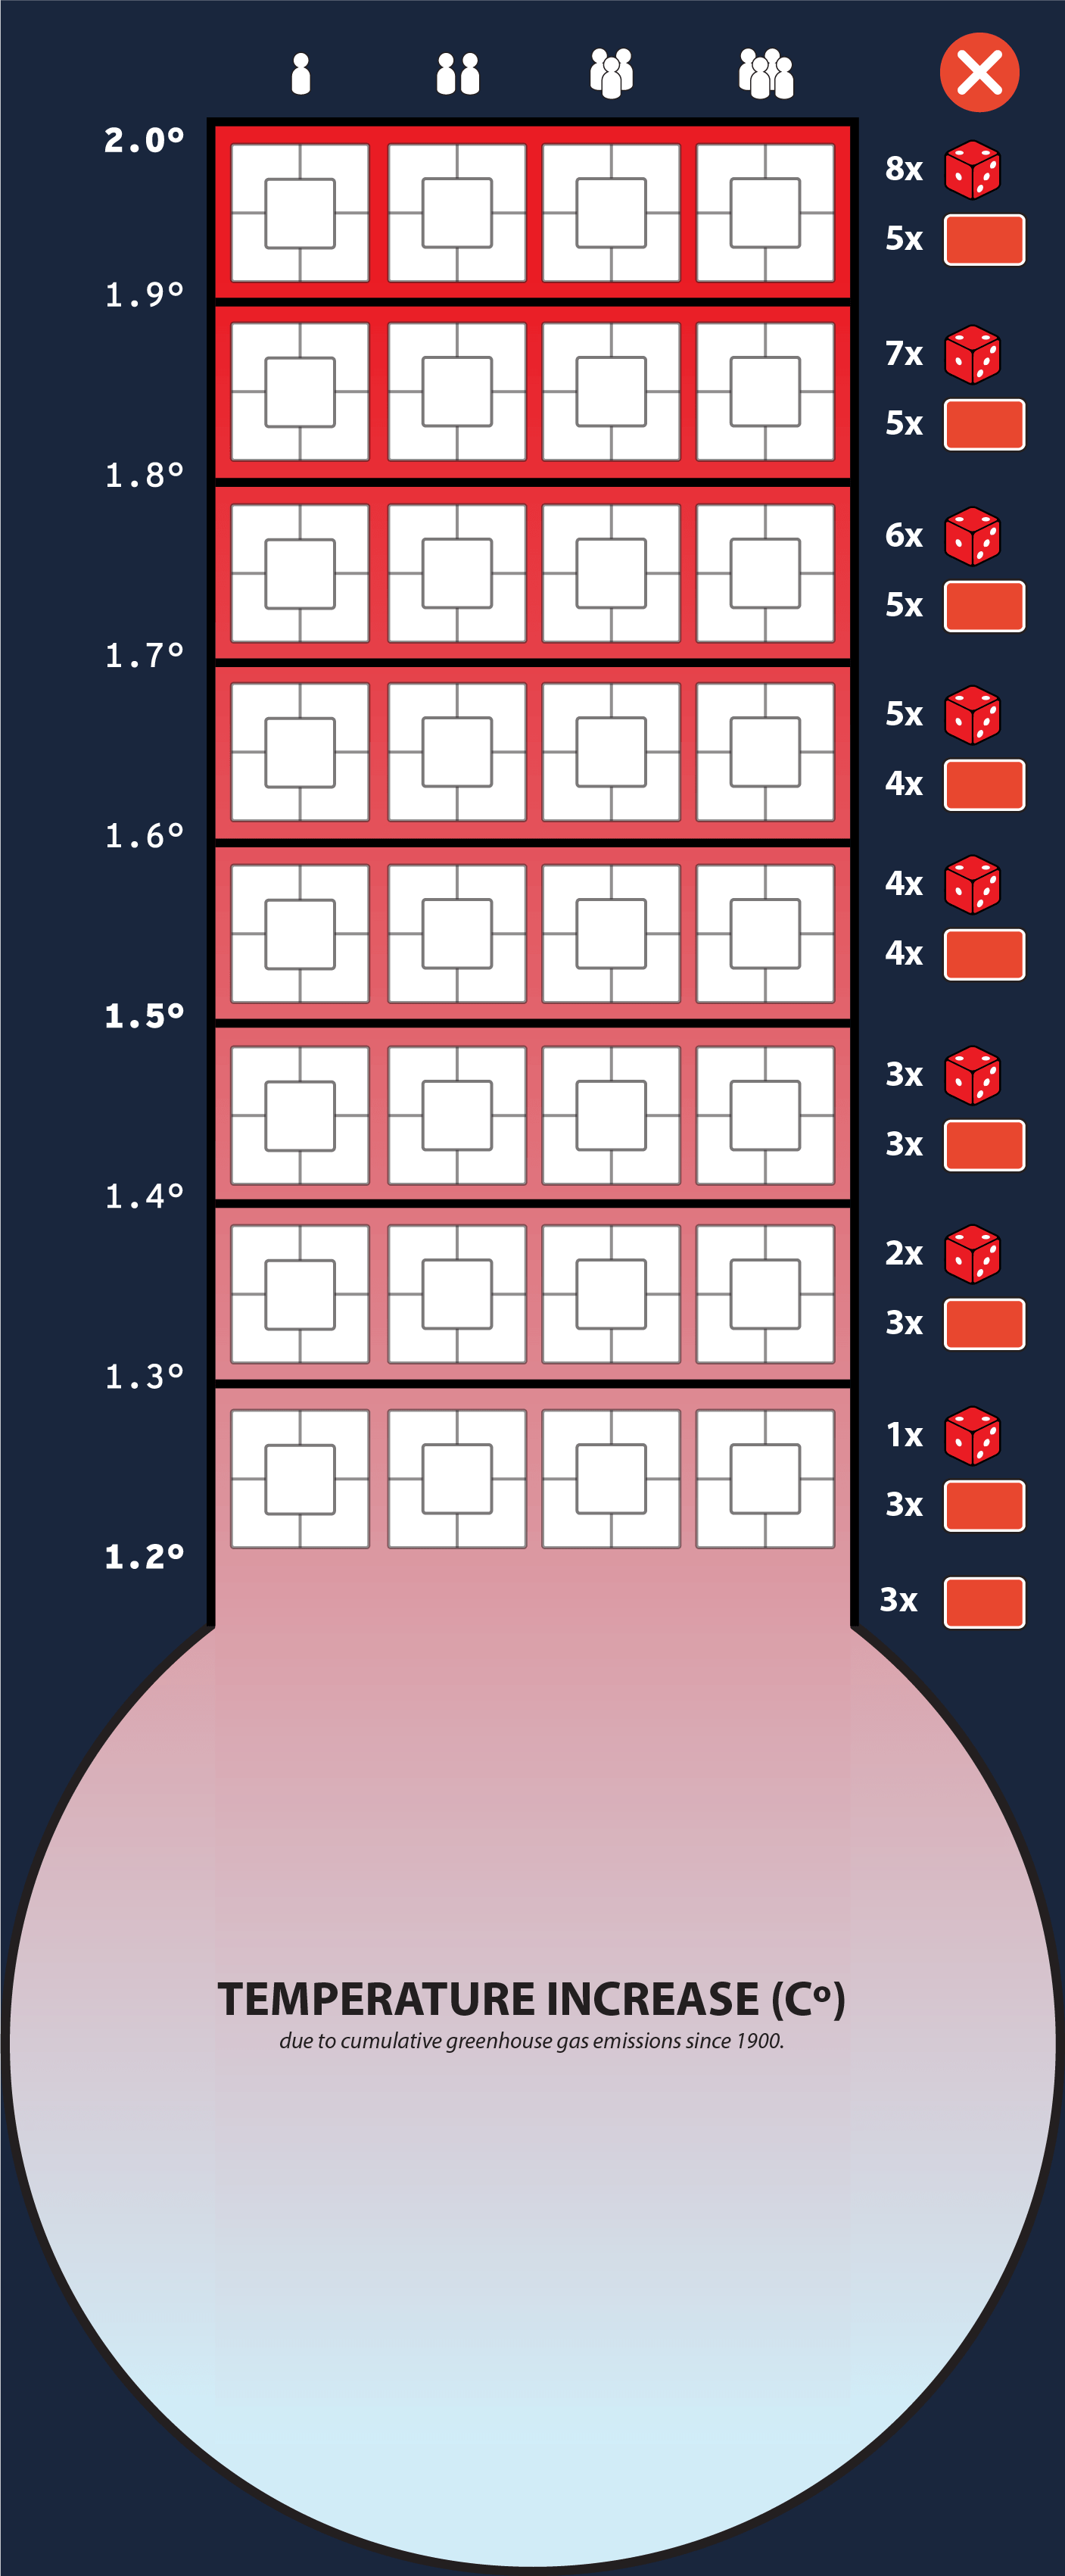 2.0°
8x
5x
1.9°
7x
5x
1.8°
6x
5x
1.7°
5x
4x
1.6°
4x
4x
1.5°
3x
3x
1.4°
2x
3x
1.3°
1x
3x
1.2°
3x
TEMPERATURE INCREASE (Cº)
due to cumulative greenhouse gas emissions since 1900.